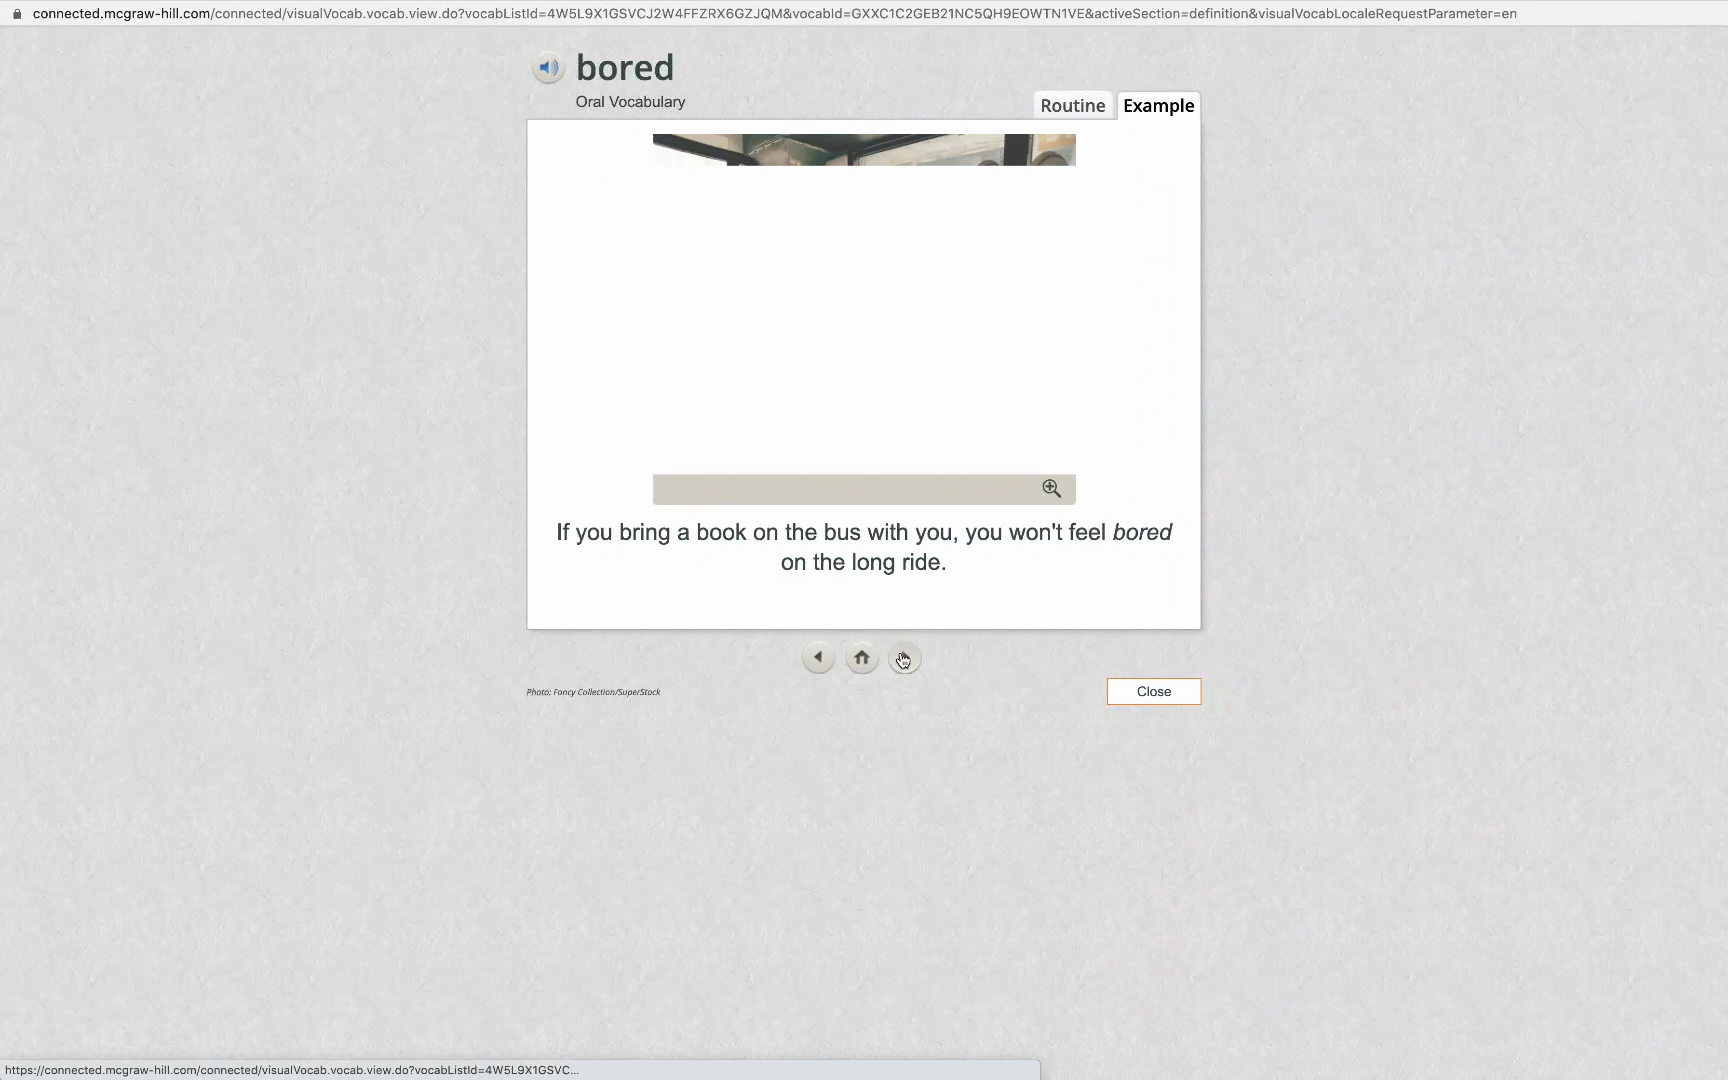 connected.mcgraw-hill.com/connected/visualVocab.vocab.view.do?vocabListId=4W5L9X1GSVCJ2W4FFZRX6GZJQM&vocabId=GXXC1C2GEB21NC5QH9EOWTN1VE&activeSection=definition&visualVocabLocaleRequestParameter=en
bored
Oral Vocabulary
Routine Example
If you bring a book on the bus with you, you won't feel bored
on the long ride.
Photo: Fancy Collection/SuperStock
Close
https://connected.mcgraw-hill.com/connected/visualVocab.vocab.view.do?vocabListId=4W5L9X1GSVC...